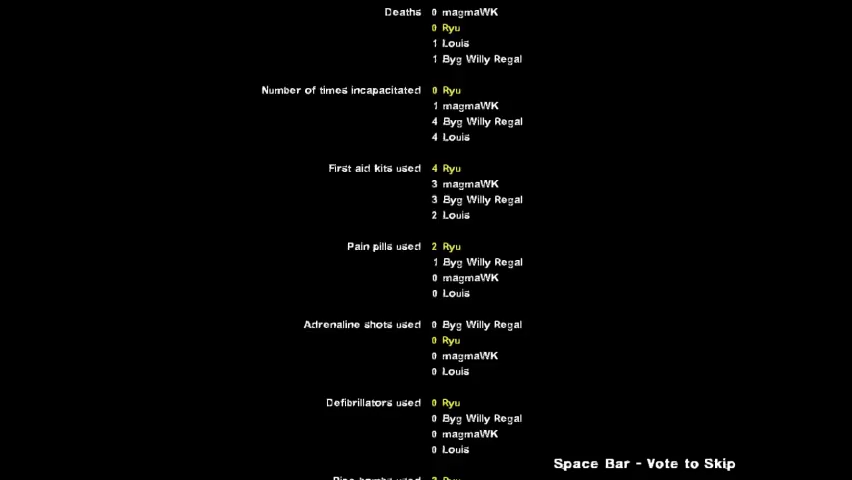 Deaths 0 magmaWK
0 Ryu
1 Louis
1 Byg Willy Regal
Number of times incapacitated 0 Ryu
1 magmaWK
4 Byg Willy Regal
4 Louis
First aid kits used 4 Ryu
3 magmaWK
3 Byg Willy Regal
2 Louis
Pain pills used 2 Ryu
1 Byg Willy Regal
0 magmaWK
0 Louis
Adrenaline shots used 0 Byg Willy Regal
0 Ryu
0 magmaWK
0 Louis
Defibrillators used 0 Ryu
0 Byg Willy Regal
0 magmaWK
0 Louis
Space Bar - Vote to Skip
Ryu